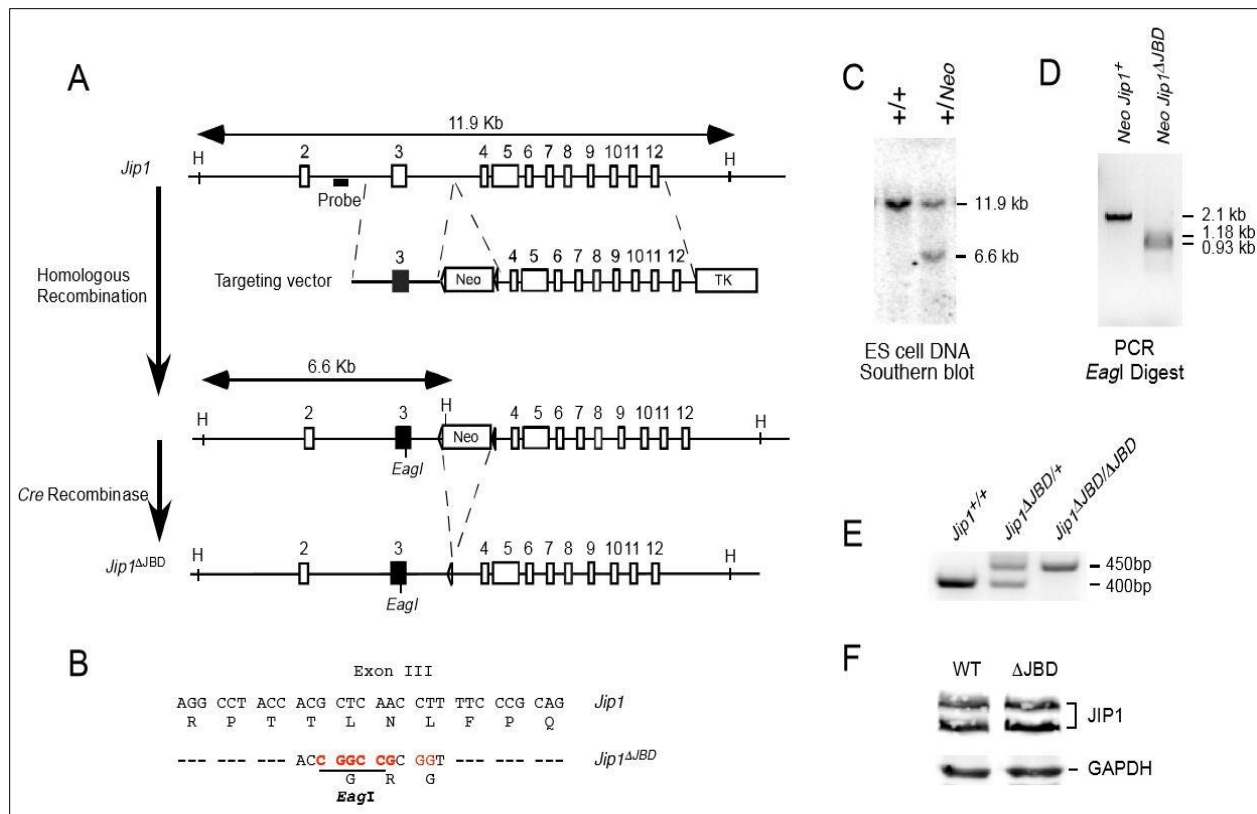 A
11.9 Kb
H 2 3 4 5 6 7 8 9 10 11 12 H
Jip1
Probe
Homologous
Recombination
Targeting vector
3 Neo 4 5 6 7 8 9 10 11 12 TK
6.6 Kb
H 2 3 H Neo 4 5 6 7 8 9 10 11 12 H
EagI
Cre Recombinase
H 2 3 4 5 6 7 8 9 10 11 12 H
Jip1ΔJBD
EagI
B
Exon III
AGG CCT ACC ACG CTC AAC CTT TTC CCG CAG Jip1
R P T T L N L F P Q
--- --- --- ACC GGC CGC GGT --- --- --- Jip1ΔJBD
G R G
EagI
C
+/+ +/Neo
11.9 kb
6.6 kb
ES cell DNA
Southern blot
D
Neo Jip1+ Neo Jip1ΔJBD
2.1 kb
1.18 kb
0.93 kb
PCR
EagI Digest
E
Jip1+/+ Jip1ΔJBD/+ Jip1ΔJBD/ΔJBD
450bp
400bp
F
WT ΔJBD
JIP1
GAPDH